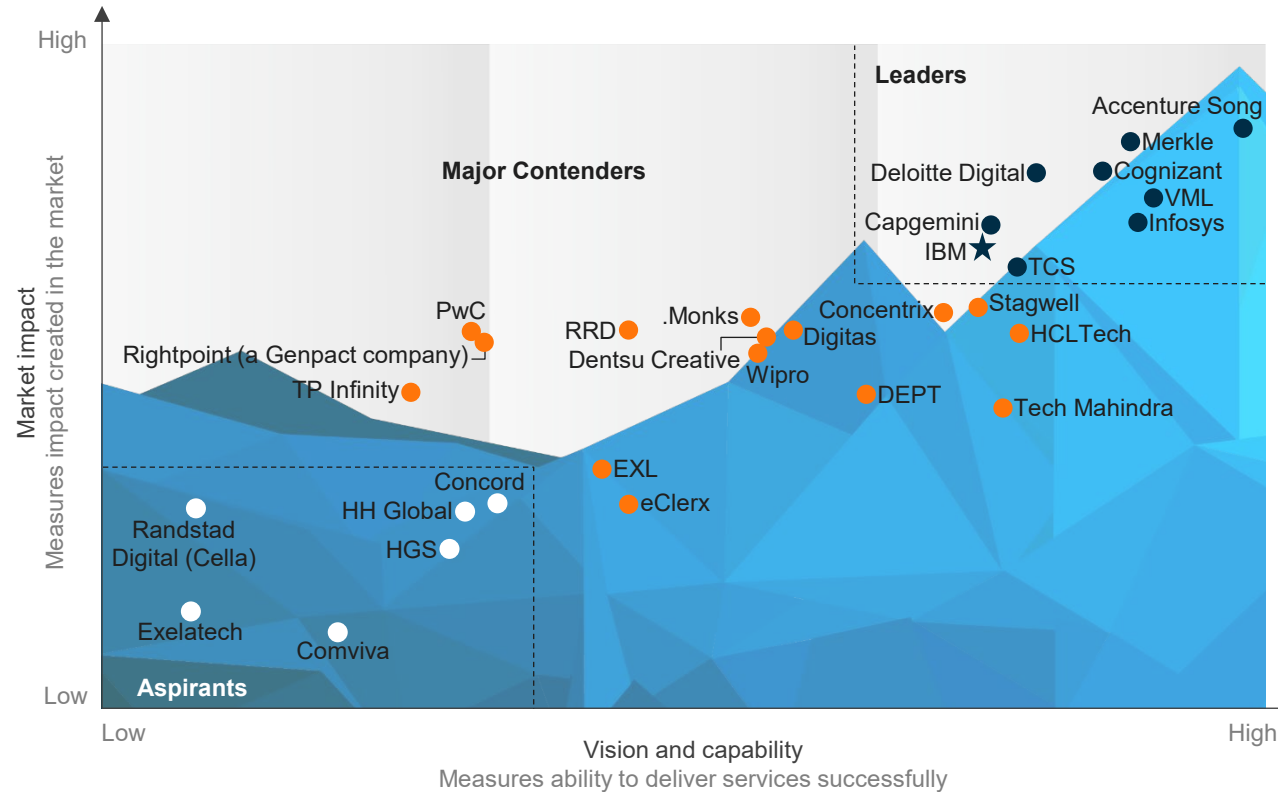 High
Leaders
Accenture Song
Merkle
Major Contenders
Deloitte Digital
Cognizant
VML
Capgemini
Infosys
IBM
TCS
PwC
.Monks
Concentrix
Stagwell
RRD
Digitas
HCLTech
Rightpoint (a Genpact company)
Dentsu Creative
Wipro
TP Infinity
DEPT
Tech Mahindra
EXL
Concord
eClerx
HH Global
Randstad
Digital (Cella)
HGS
Exelatech
Comviva
Aspirants
Market impact
Measures impact created in the market
Low
Low
High
Vision and capability
Measures ability to deliver services successfully